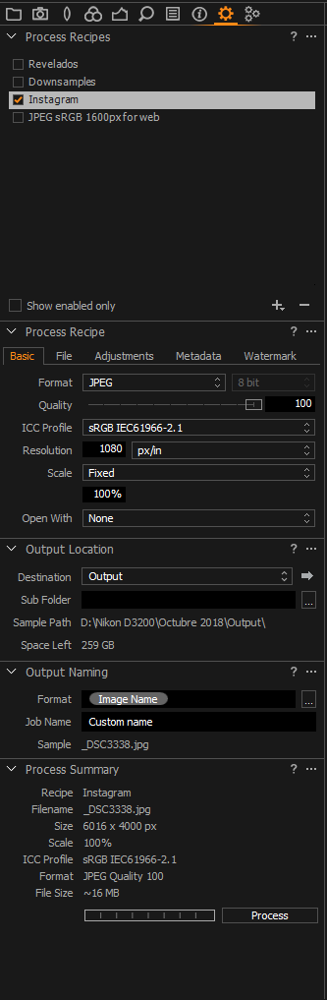 Process Recipes ? ...
Revelados
Downsamples
Instagram
JPEG sRGB 1600px for web
Show enabled only
Process Recipe ? ...
Basic File Adjustments Metadata Watermark
Format JPEG 8 bit
Quality 100
ICC Profile sRGB IEC61966-2.1
Resolution 1080 px/in
Scale Fixed
100%
Open With None
Output Location ? ...
Destination Output
Sub Folder ...
Sample Path D:\Nikon D3200\Octubre 2018\Output\
Space Left 259 GB
Output Naming ? ...
Format Image Name ...
Job Name Custom name
Sample _DSC3338.jpg
Process Summary ? ...
Recipe Instagram
Filename _DSC3338.jpg
Size 6016 x 4000 px
Scale 100%
ICC Profile sRGB IEC61966-2.1
Format JPEG Quality 100
File Size ~16 MB
Process